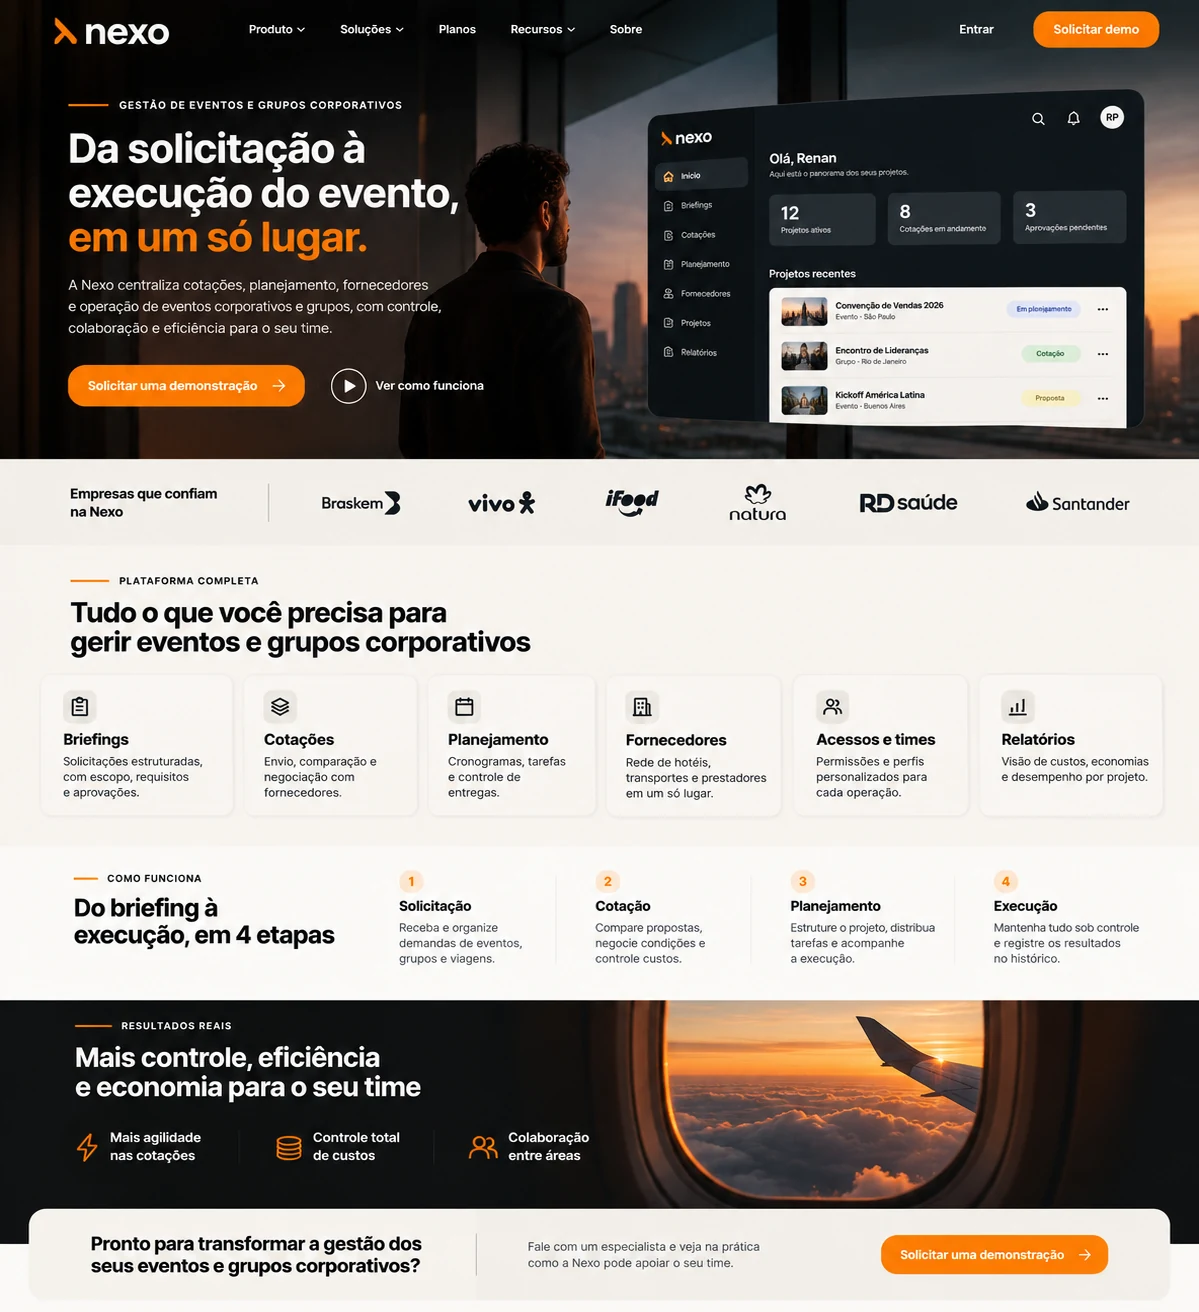 nexo
Produto
Soluções
Planos
Recursos
Sobre
Entrar
Solicitar demo
GESTÃO DE EVENTOS E GRUPOS CORPORATIVOS
Da solicitação à
execução do evento,
em um só lugar.
A Nexo centraliza cotações, planejamento, fornecedores
e operação de eventos corporativos e grupos, com controle,
colaboração e eficiência para o seu time.
Solicitar uma demonstração
Ver como funciona
nexo
Início
Briefings
Cotações
Planejamento
Fornecedores
Projetos
Relatórios
RP
Olá, Renan
Aqui está o panorama dos seus projetos.
12
Projetos ativos
8
Cotações em andamento
3
Aprovações pendentes
Projetos recentes
Convenção de Vendas 2026
Evento - São Paulo
Em planejamento
Encontro de Lideranças
Grupo - Rio de Janeiro
Cotação
Kickoff América Latina
Evento - Buenos Aires
Proposta
Empresas que confiam
na Nexo
Braskem
vivo
iFood
natura
RD saúde
Santander
PLATAFORMA COMPLETA
Tudo o que você precisa para
gerir eventos e grupos corporativos
Briefings
Solicitações estruturadas,
com escopo, requisitos
e aprovações.
Cotações
Envio, comparação e
negociação com
fornecedores.
Planejamento
Cronogramas, tarefas
e controle de
entregas.
Fornecedores
Rede de hotéis,
transportes e prestadores
em um só lugar.
Acessos e times
Permissões e perfis
personalizados para
cada operação.
Relatórios
Visão de custos, economias
e desempenho por projeto.
COMO FUNCIONA
Do briefing à
execução, em 4 etapas
1
Solicitação
Receba e organize
demandas de eventos,
grupos e viagens.
2
Cotação
Compare propostas,
negocie condições e
controle custos.
3
Planejamento
Estruture o projeto, distribua
tarefas e acompanhe
a execução.
4
Execução
Mantenha tudo sob controle
e registre os resultados
no histórico.
RESULTADOS REAIS
Mais controle, eficiência
e economia para o seu time
Mais agilidade
nas cotações
Controle total
de custos
Colaboração
entre áreas
Pronto para transformar a gestão dos
seus eventos e grupos corporativos?
Fale com um especialista e veja na prática
como a Nexo pode apoiar o seu time.
Solicitar uma demonstração